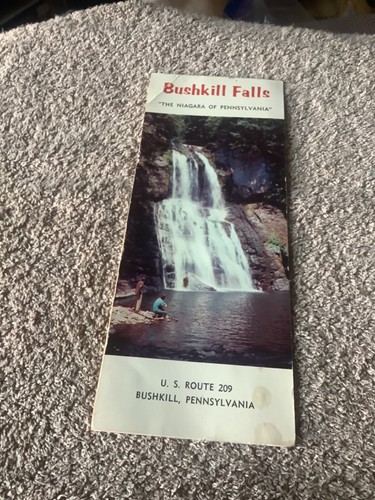 Bushkill Falls
"THE NIAGARA OF PENNSYLVANIA"
U. S. ROUTE 209
BUSHKILL, PENNSYLVANIA